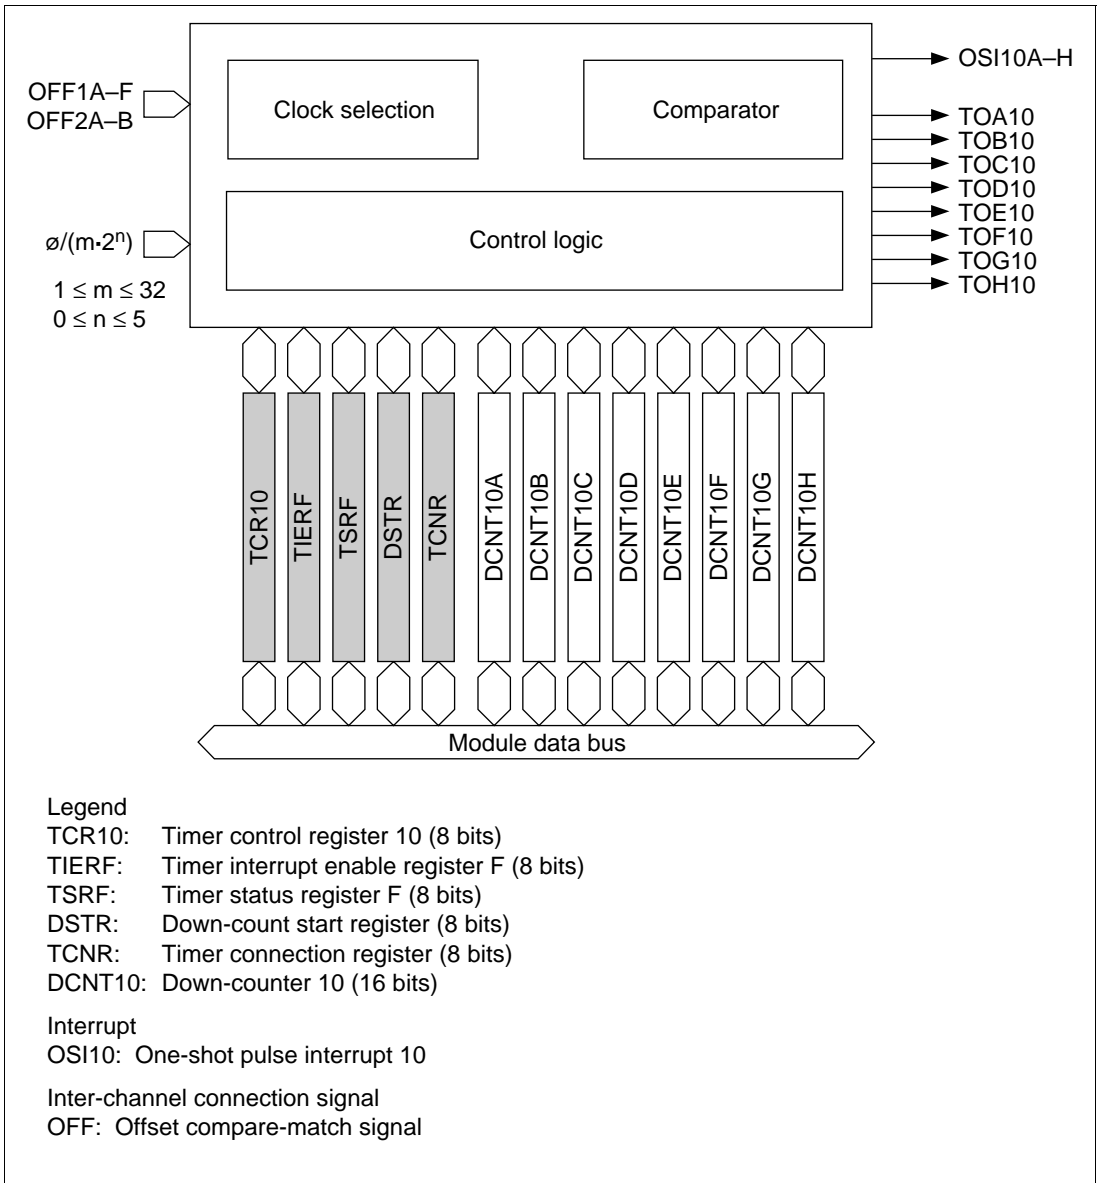 OFF1A–F
OFF2A–B
ø/(m·2ⁿ)
1 ≤ m ≤ 32
0 ≤ n ≤ 5
Clock selection
Comparator
Control logic
OSI10A–H
TOA10
TOB10
TOC10
TOD10
TOE10
TOF10
TOG10
TOH10
TCR10
TIERF
TSRF
DSTR
TCNR
DCNT10A
DCNT10B
DCNT10C
DCNT10D
DCNT10E
DCNT10F
DCNT10G
DCNT10H
Module data bus
Legend
TCR10: Timer control register 10 (8 bits)
TIERF: Timer interrupt enable register F (8 bits)
TSRF: Timer status register F (8 bits)
DSTR: Down-count start register (8 bits)
TCNR: Timer connection register (8 bits)
DCNT10: Down-counter 10 (16 bits)
Interrupt
OSI10: One-shot pulse interrupt 10
Inter-channel connection signal
OFF: Offset compare-match signal